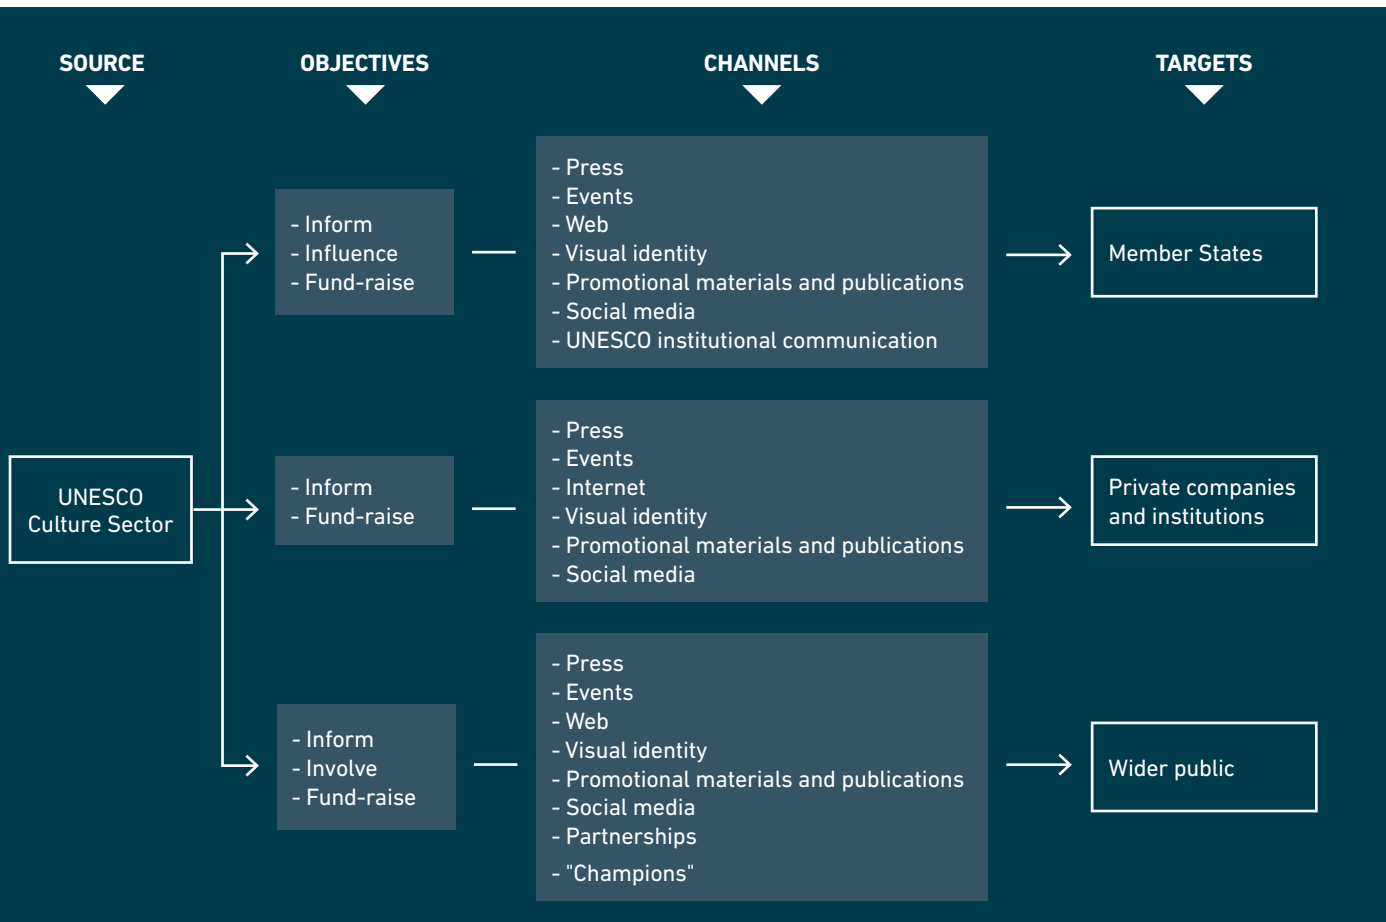 SOURCE
OBJECTIVES
CHANNELS
TARGETS
UNESCO
Culture Sector
- Inform
- Influence
- Fund-raise
- Press
- Events
- Web
- Visual identity
- Promotional materials and publications
- Social media
- UNESCO institutional communication
Member States
- Inform
- Fund-raise
- Press
- Events
- Internet
- Visual identity
- Promotional materials and publications
- Social media
Private companies
and institutions
- Inform
- Involve
- Fund-raise
- Press
- Events
- Web
- Visual identity
- Promotional materials and publications
- Social media
- Partnerships
- "Champions"
Wider public